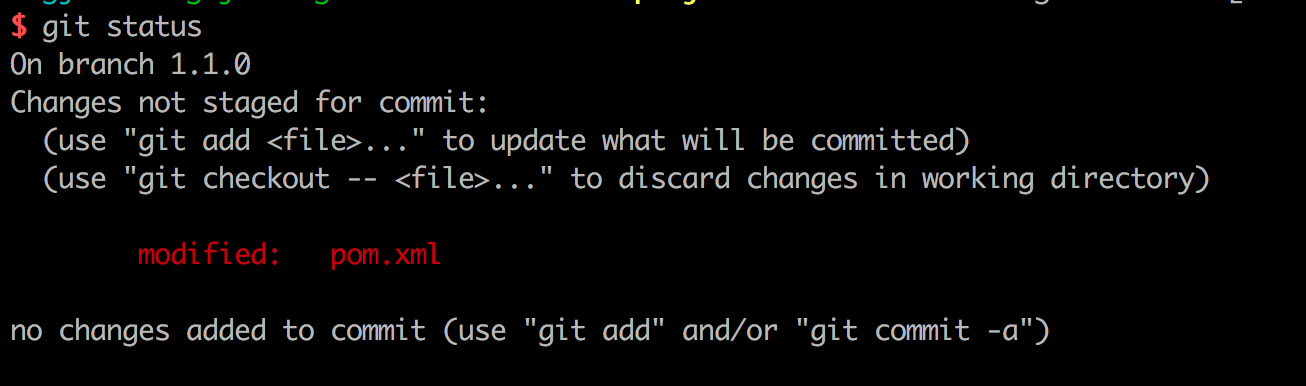 $ git status
On branch 1.1.0
Changes not staged for commit:
  (use "git add <file>..." to update what will be committed)
  (use "git checkout -- <file>..." to discard changes in working directory)
        modified:   pom.xml
no changes added to commit (use "git add" and/or "git commit -a")